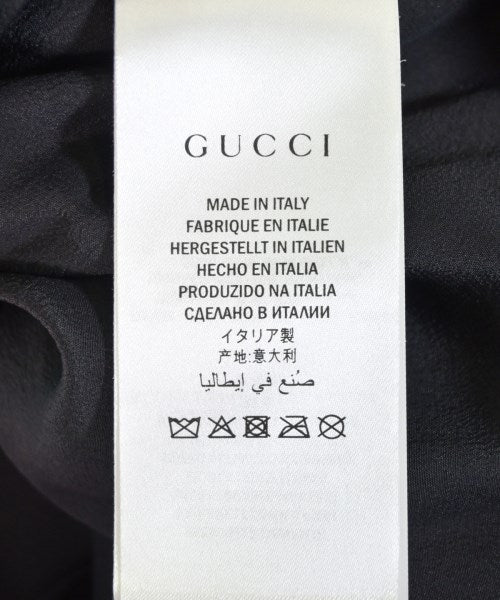 GUCCI
MADE IN ITALY
FABRIQUE EN ITALIE
HERGESTELLT IN ITALIEN
HECHO EN ITALIA
PRODUZIDO NA ITALIA
СДЕЛАНО В ИТАЛИИ
イタリア製
产地:意大利
صُنع في إيطاليا